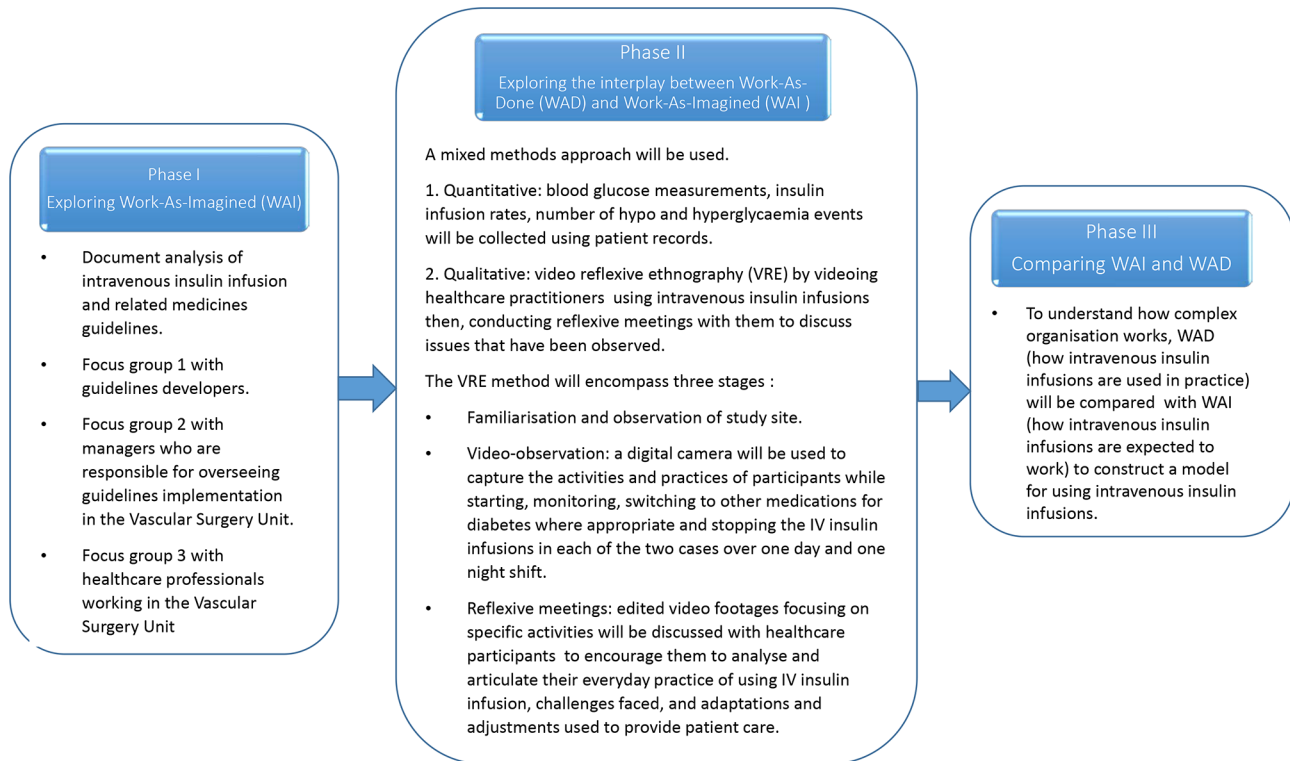 Phase I
Exploring Work-As-Imagined (WAI)
• Document analysis of
intravenous insulin infusion
and related medicines
guidelines.
• Focus group 1 with
guidelines developers.
• Focus group 2 with
managers who are
responsible for overseeing
guidelines implementation
in the Vascular Surgery Unit.
• Focus group 3 with
healthcare professionals
working in the Vascular
Surgery Unit
Phase II
Exploring the interplay between Work-As-
Done (WAD) and Work-As-Imagined (WAI )
A mixed methods approach will be used.
1. Quantitative: blood glucose measurements, insulin
infusion rates, number of hypo and hyperglycaemia events
will be collected using patient records.
2. Qualitative: video reflexive ethnography (VRE) by videoing
healthcare practitioners using intravenous insulin infusions
then, conducting reflexive meetings with them to discuss
issues that have been observed.
The VRE method will encompass three stages :
• Familiarisation and observation of study site.
• Video-observation: a digital camera will be used to
capture the activities and practices of participants while
starting, monitoring, switching to other medications for
diabetes where appropriate and stopping the IV insulin
infusions in each of the two cases over one day and one
night shift.
• Reflexive meetings: edited video footages focusing on
specific activities will be discussed with healthcare
participants to encourage them to analyse and
articulate their everyday practice of using IV insulin
infusion, challenges faced, and adaptations and
adjustments used to provide patient care.
Phase III
Comparing WAI and WAD
• To understand how complex
organisation works, WAD
(how intravenous insulin
infusions are used in practice)
will be compared with WAI
(how intravenous insulin
infusions are expected to
work) to construct a model
for using intravenous insulin
infusions.